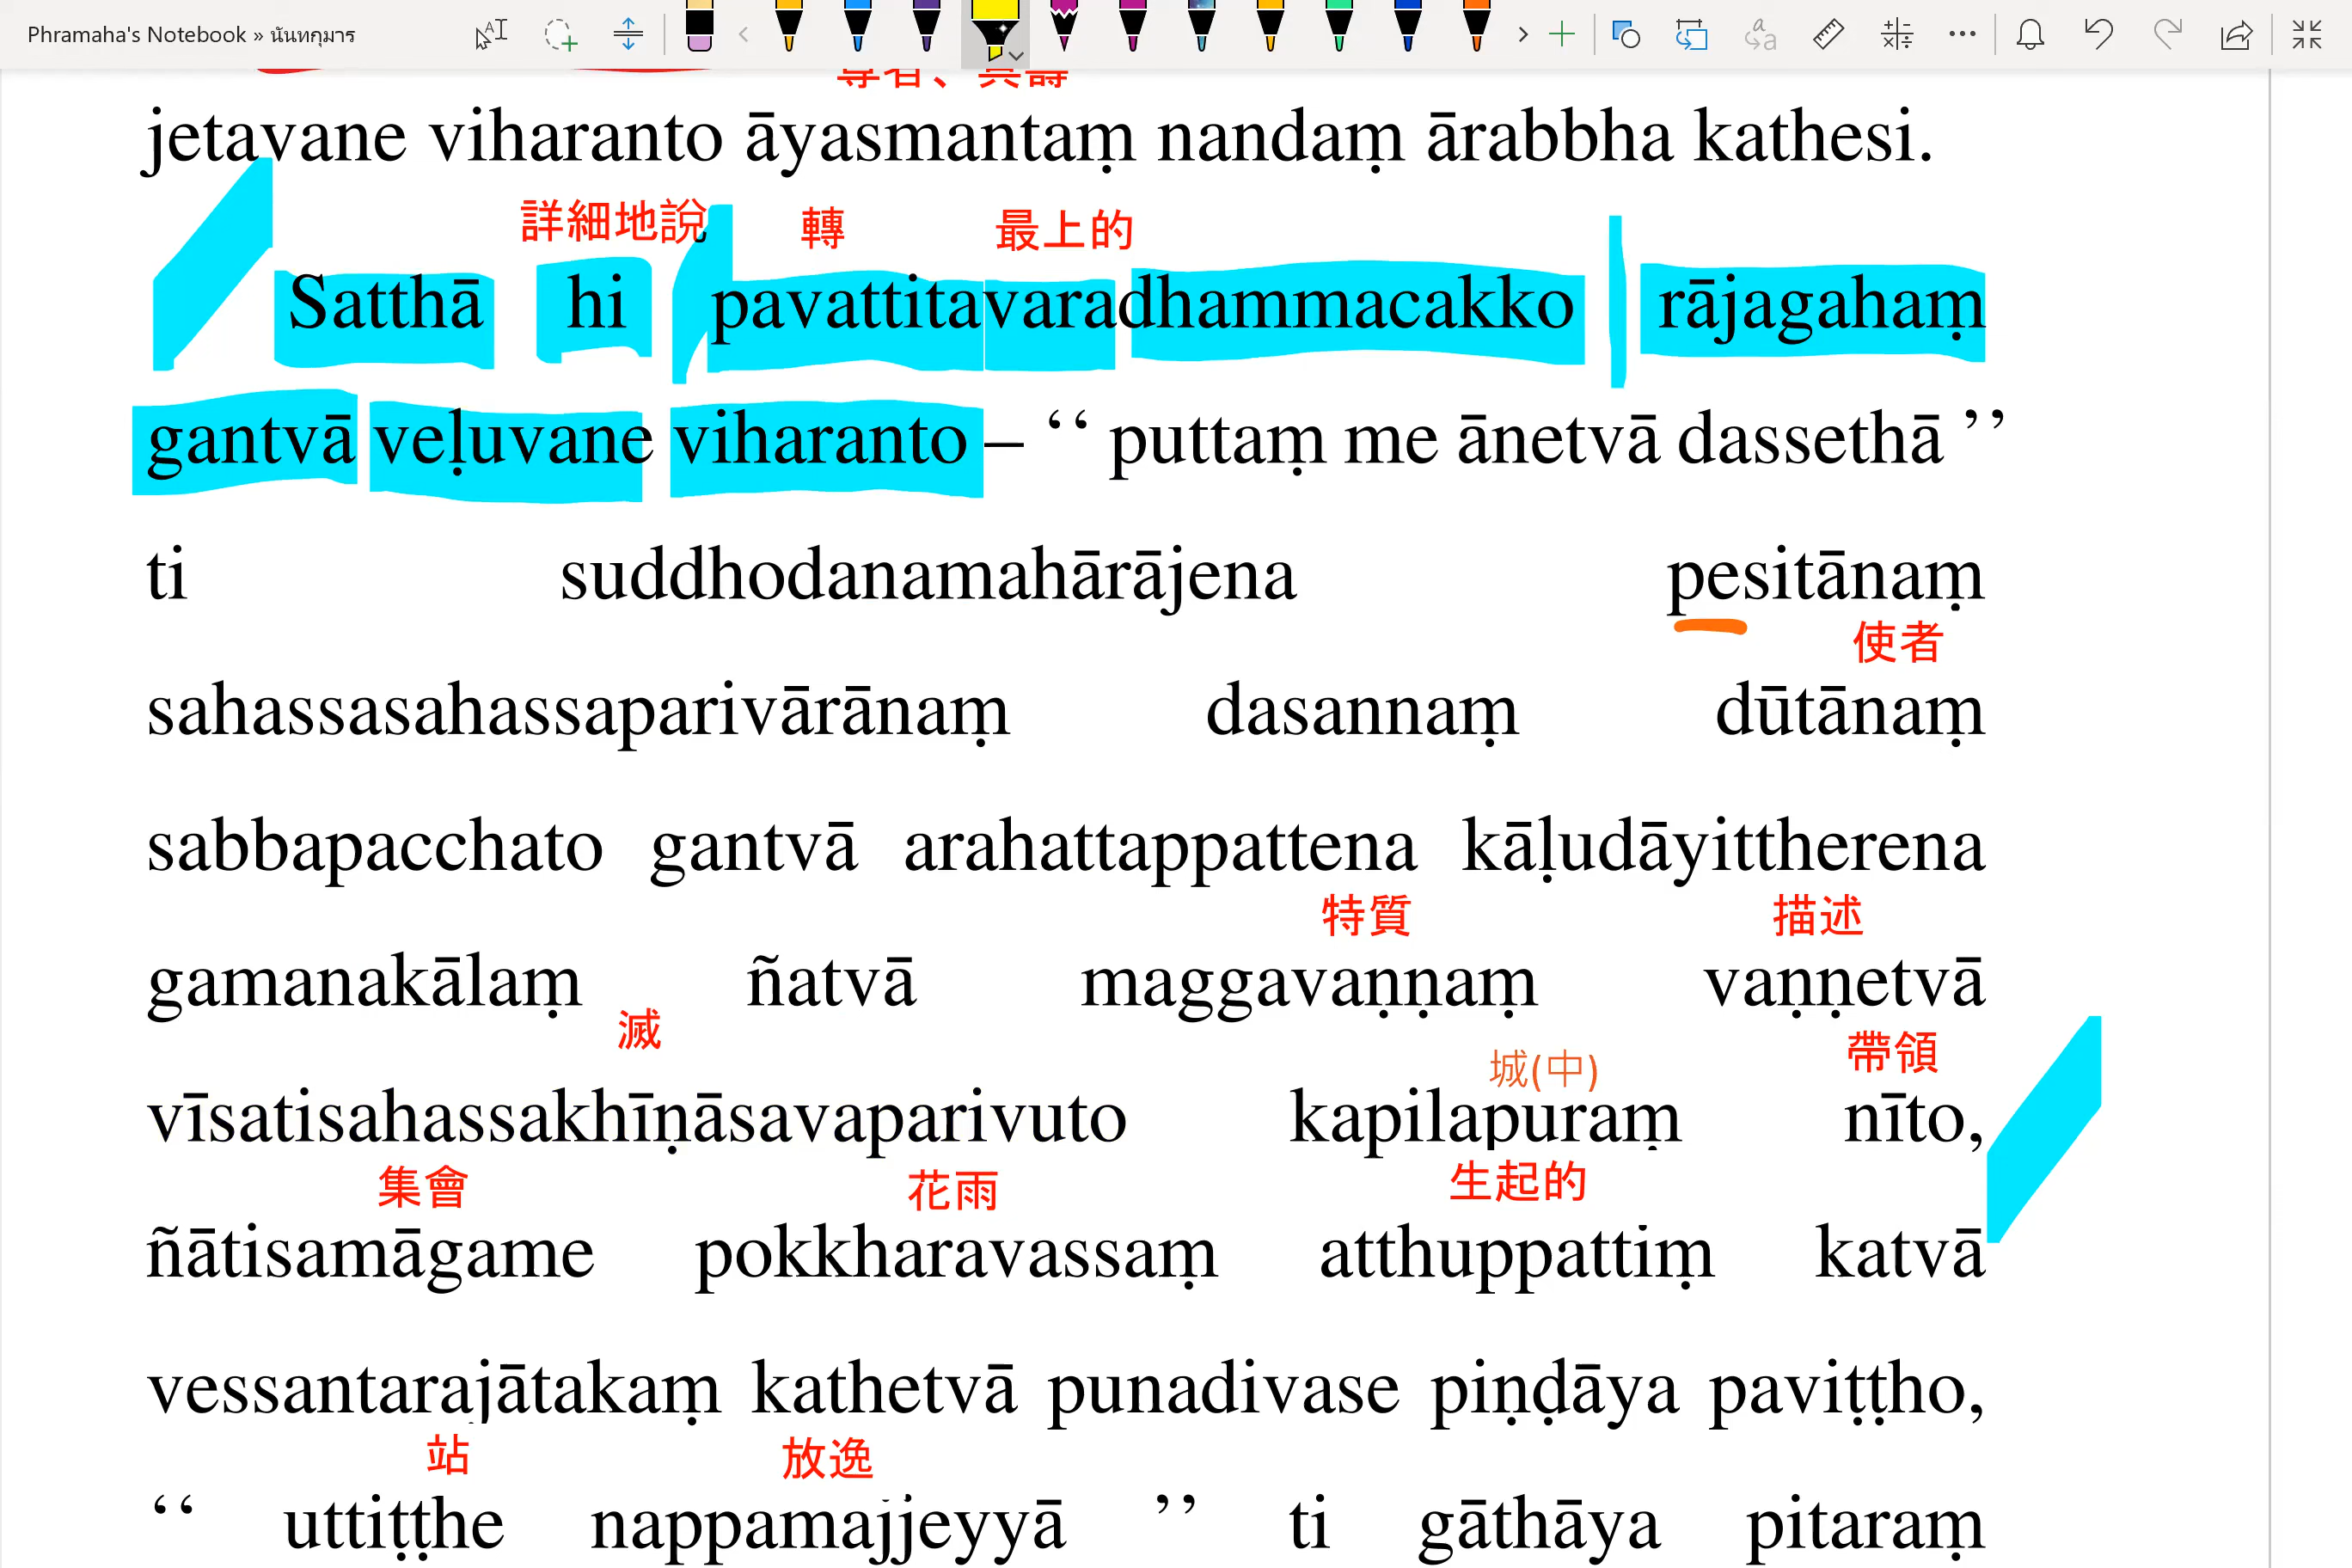 Phramaha's Notebook » นันทกุมาร
jetavane viharanto āyasmantaṃ nandaṃ ārabbha kathesi.
詳細地說 轉 最上的
Satthā hi pavattitavaradhammacakko rājagahaṃ
gantvā veḷuvane viharanto – ‘‘ puttaṃ me ānetvā dassethā ’’
ti suddhodanamahārājena pesitānaṃ
使者
sahassasahassaparivārānaṃ dasannaṃ dūtānaṃ
sabbapacchato gantvā arahattappattena kāḷudāyittherena
特質 描述
gamanakālaṃ ñatvā maggavaṇṇaṃ vaṇṇetvā
滅 城(中) 帶領
vīsatisahassakhīṇāsavaparivuto kapilapuraṃ nīto,
集會 花雨 生起的
ñātisamāgame pokkharavassaṃ atthuppattiṃ katvā
vessantarajātakaṃ kathetvā punadivase piṇḍāya paviṭṭho,
站 放逸
‘‘ uttiṭṭhe nappamajjeyyā ’’ ti gāthāya pitaraṃ